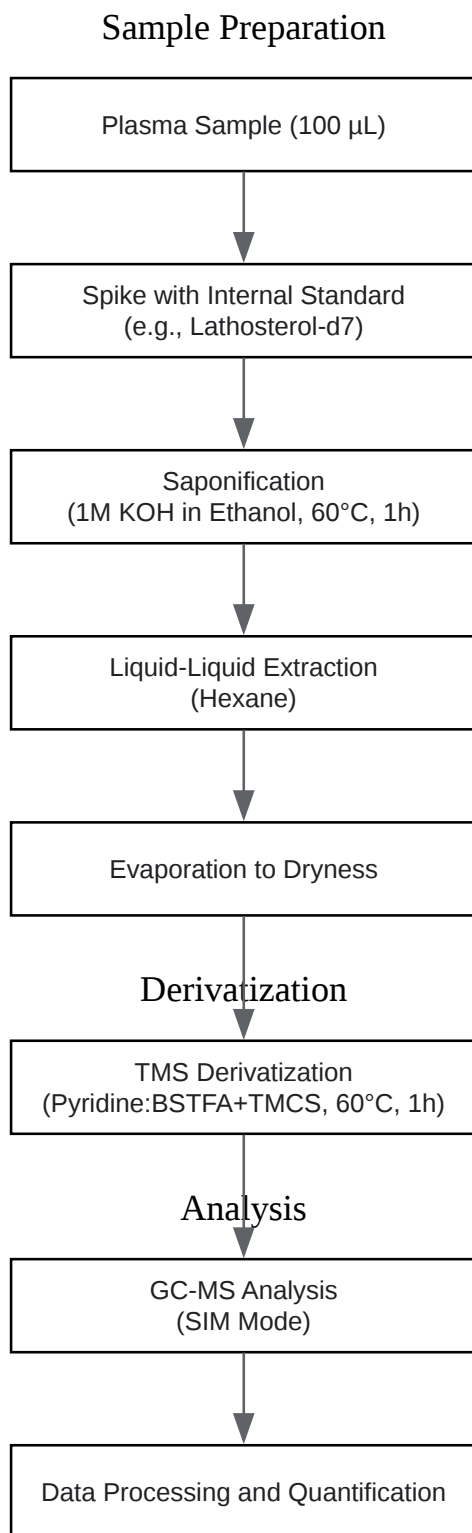 Sample Preparation
Plasma Sample (100 µL)
Spike with Internal Standard
(e.g., Lathosterol-d7)
Saponification
(1M KOH in Ethanol, 60°C, 1h)
Liquid-Liquid Extraction
(Hexane)
Evaporation to Dryness
Derivatization
TMS Derivatization
(Pyridine:BSTFA+TMCS, 60°C, 1h)
Analysis
GC-MS Analysis
(SIM Mode)
Data Processing and Quantification